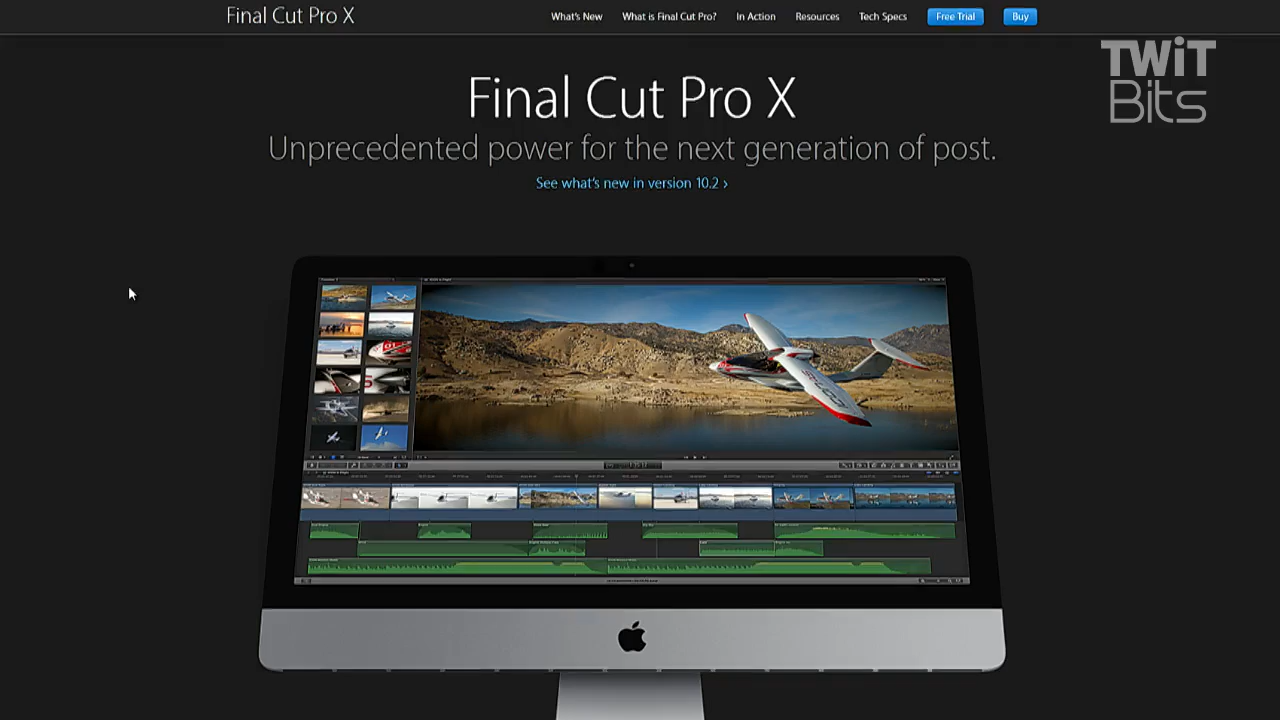 Final Cut Pro X
What's New
What is Final Cut Pro?
In Action
Resources
Tech Specs
Free Trial
Buy
TWiT
Bits
Final Cut Pro X
Unprecedented power for the next generation of post.
See what's new in version 10.2 ›